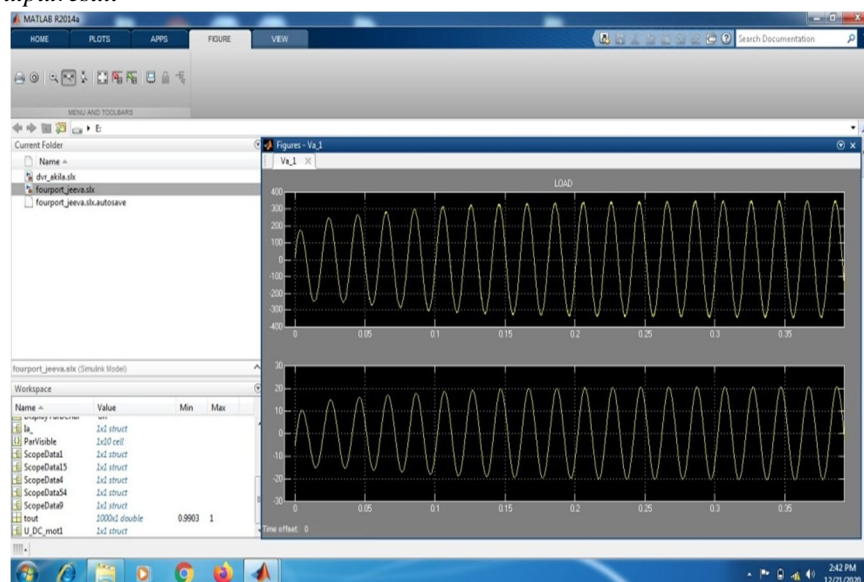 MATLAB R2014a
HOME PLOTS APPS FIGURE VIEW
Search Documentation
MENU AND TOOLBARS
E:
Current Folder
Name
dvr_akila.slx
fourport_jeeva.slx
fourport_jeeva.slx.autosave
fourport_jeeva.slx (Simulink Model)
Workspace
Name Value Min Max
Ia_ 1x1 struct
ParVisible 1x10 cell
ScopeData1 1x1 struct
ScopeData15 1x1 struct
ScopeData4 1x1 struct
ScopeData54 1x1 struct
ScopeData9 1x1 struct
tout 1000x1 double 0.9903 1
U_DC_mot1 1x1 struct
Figures - Va_1
Va_1
LOAD
400
300
200
100
0
-100
-200
-300
-400
0 0.05 0.1 0.15 0.2 0.25 0.3 0.35
30
20
10
0
-10
-20
-30
0 0.05 0.1 0.15 0.2 0.25 0.3 0.35
Time offset: 0
2:42 PM